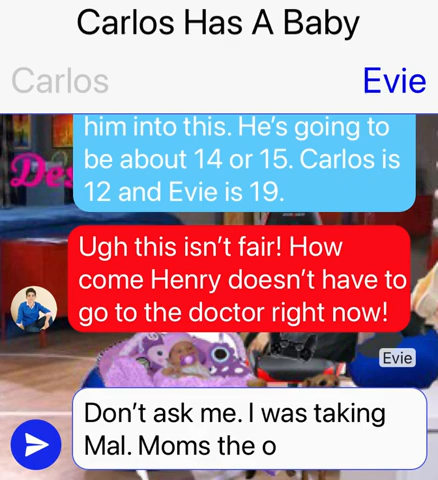 Carlos Has A Baby
Carlos
Evie
him into this. He's going to
be about 14 or 15. Carlos is
12 and Evie is 19.
Des
Ugh this isn't fair! How
come Henry doesn't have to
go to the doctor right now!
Evie
Don't ask me. I was taking
Mal. Moms the o